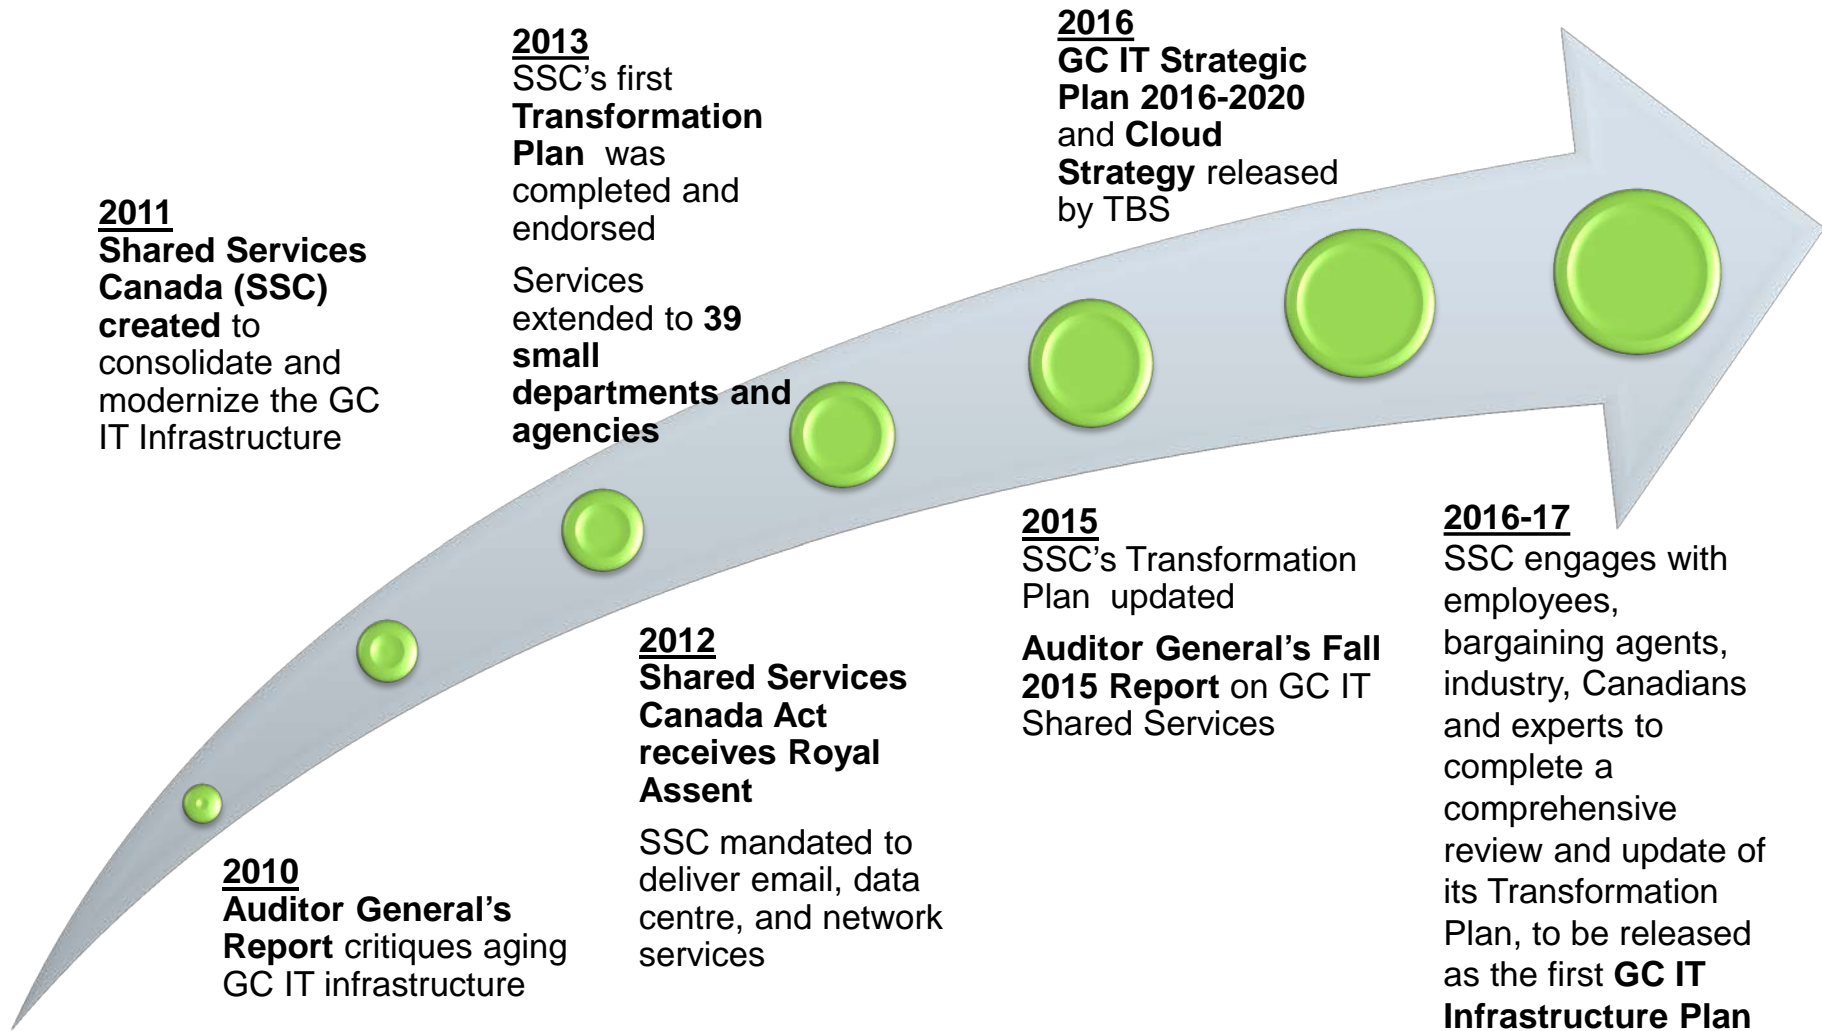 2011
Shared Services
Canada (SSC)
created to
consolidate and
modernize the GC
IT Infrastructure
2013
SSC’s first
Transformation
Plan was
completed and
endorsed
Services
extended to 39
small
departments and
agencies
2016
GC IT Strategic
Plan 2016-2020
and Cloud
Strategy released
by TBS
2010
Auditor General’s
Report critiques aging
GC IT infrastructure
2012
Shared Services
Canada Act
receives Royal
Assent
SSC mandated to
deliver email, data
centre, and network
services
2015
SSC’s Transformation
Plan updated
Auditor General’s Fall
2015 Report on GC IT
Shared Services
2016-17
SSC engages with
employees,
bargaining agents,
industry, Canadians
and experts to
complete a
comprehensive
review and update of
its Transformation
Plan, to be released
as the first GC IT
Infrastructure Plan